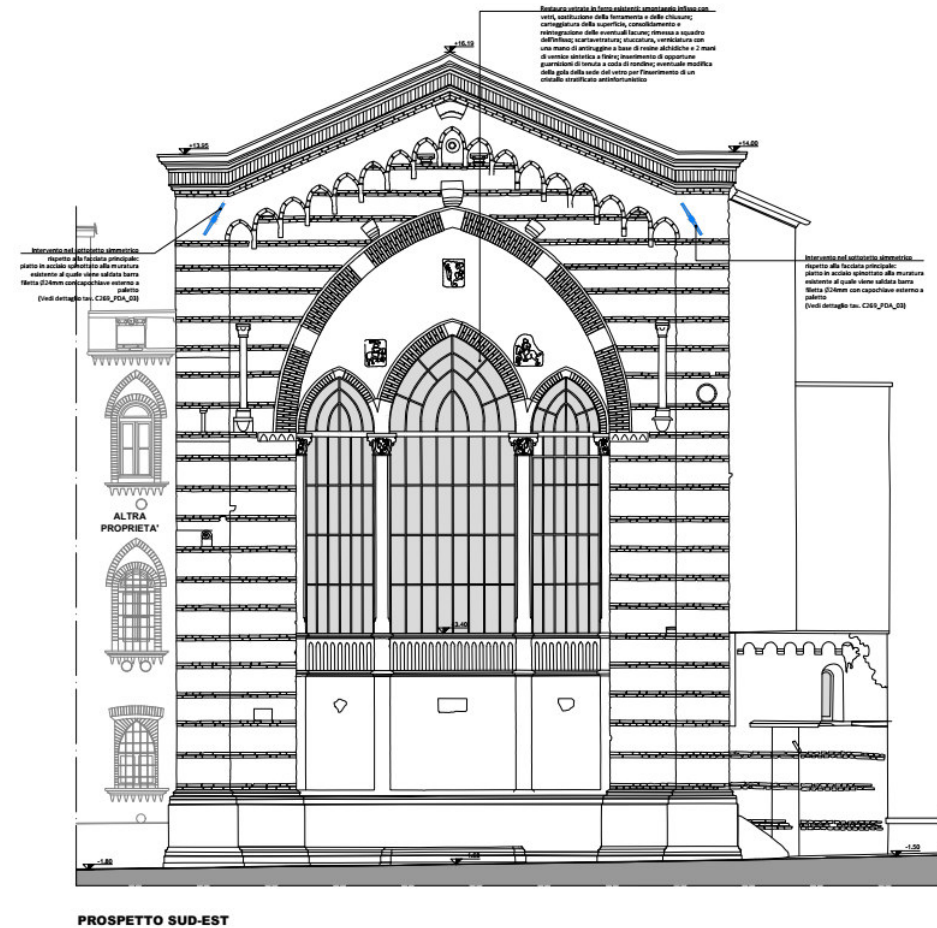 Restauro vetrate in ferro esistenti: smontaggio infisso con
vetri, sostituzione della ferramenta e delle chiusure;
carteggiatura della superficie, consolidamento e
reintegrazione delle eventuali lacune; rimessa a squadro
dell'infisso; scartavetratura; stuccatura, verniciatura con
una mano di antiruggine a base di resine alchidiche e 2 mani
di vernice sintetica a finire; inserimento di opportune
guarnizioni di tenuta a coda di rondine; eventuale modifica
della gola della sede del vetro per l'inserimento di un
cristallo stratificato antinfortunistico
+16.19
+13.95
+14.00
Intervento nel sottotetto simmetrico
rispetto alla facciata principale:
piatto in acciaio spinottato alla muratura
esistente al quale viene saldata barra
filetta Ø24mm con capochiave esterno a
paletto
(Vedi dettaglio tav. C269_PDA_03)
Intervento nel sottotetto simmetrico
rispetto alla facciata principale:
piatto in acciaio spinottato alla muratura
esistente al quale viene saldata barra
filetta Ø24mm con capochiave esterno a
paletto
(Vedi dettaglio tav. C269_PDA_03)
ALTRA
PROPRIETA'
3.40
-1.80
-1.50
PROSPETTO SUD-EST